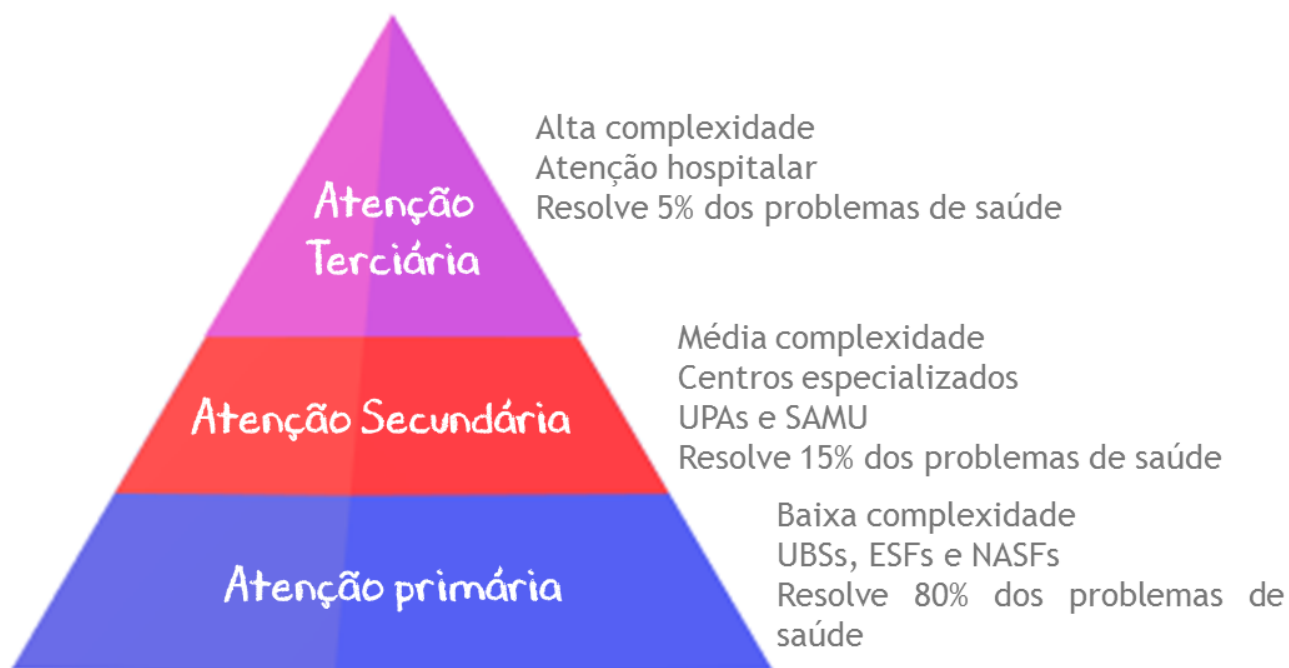 Atenção
Terciária
Alta complexidade
Atenção hospitalar
Resolve 5% dos problemas de saúde
Atenção Secundária
Média complexidade
Centros especializados
UPAs e SAMU
Resolve 15% dos problemas de saúde
Atenção primária
Baixa complexidade
UBSs, ESFs e NASFs
Resolve 80% dos problemas de
saúde